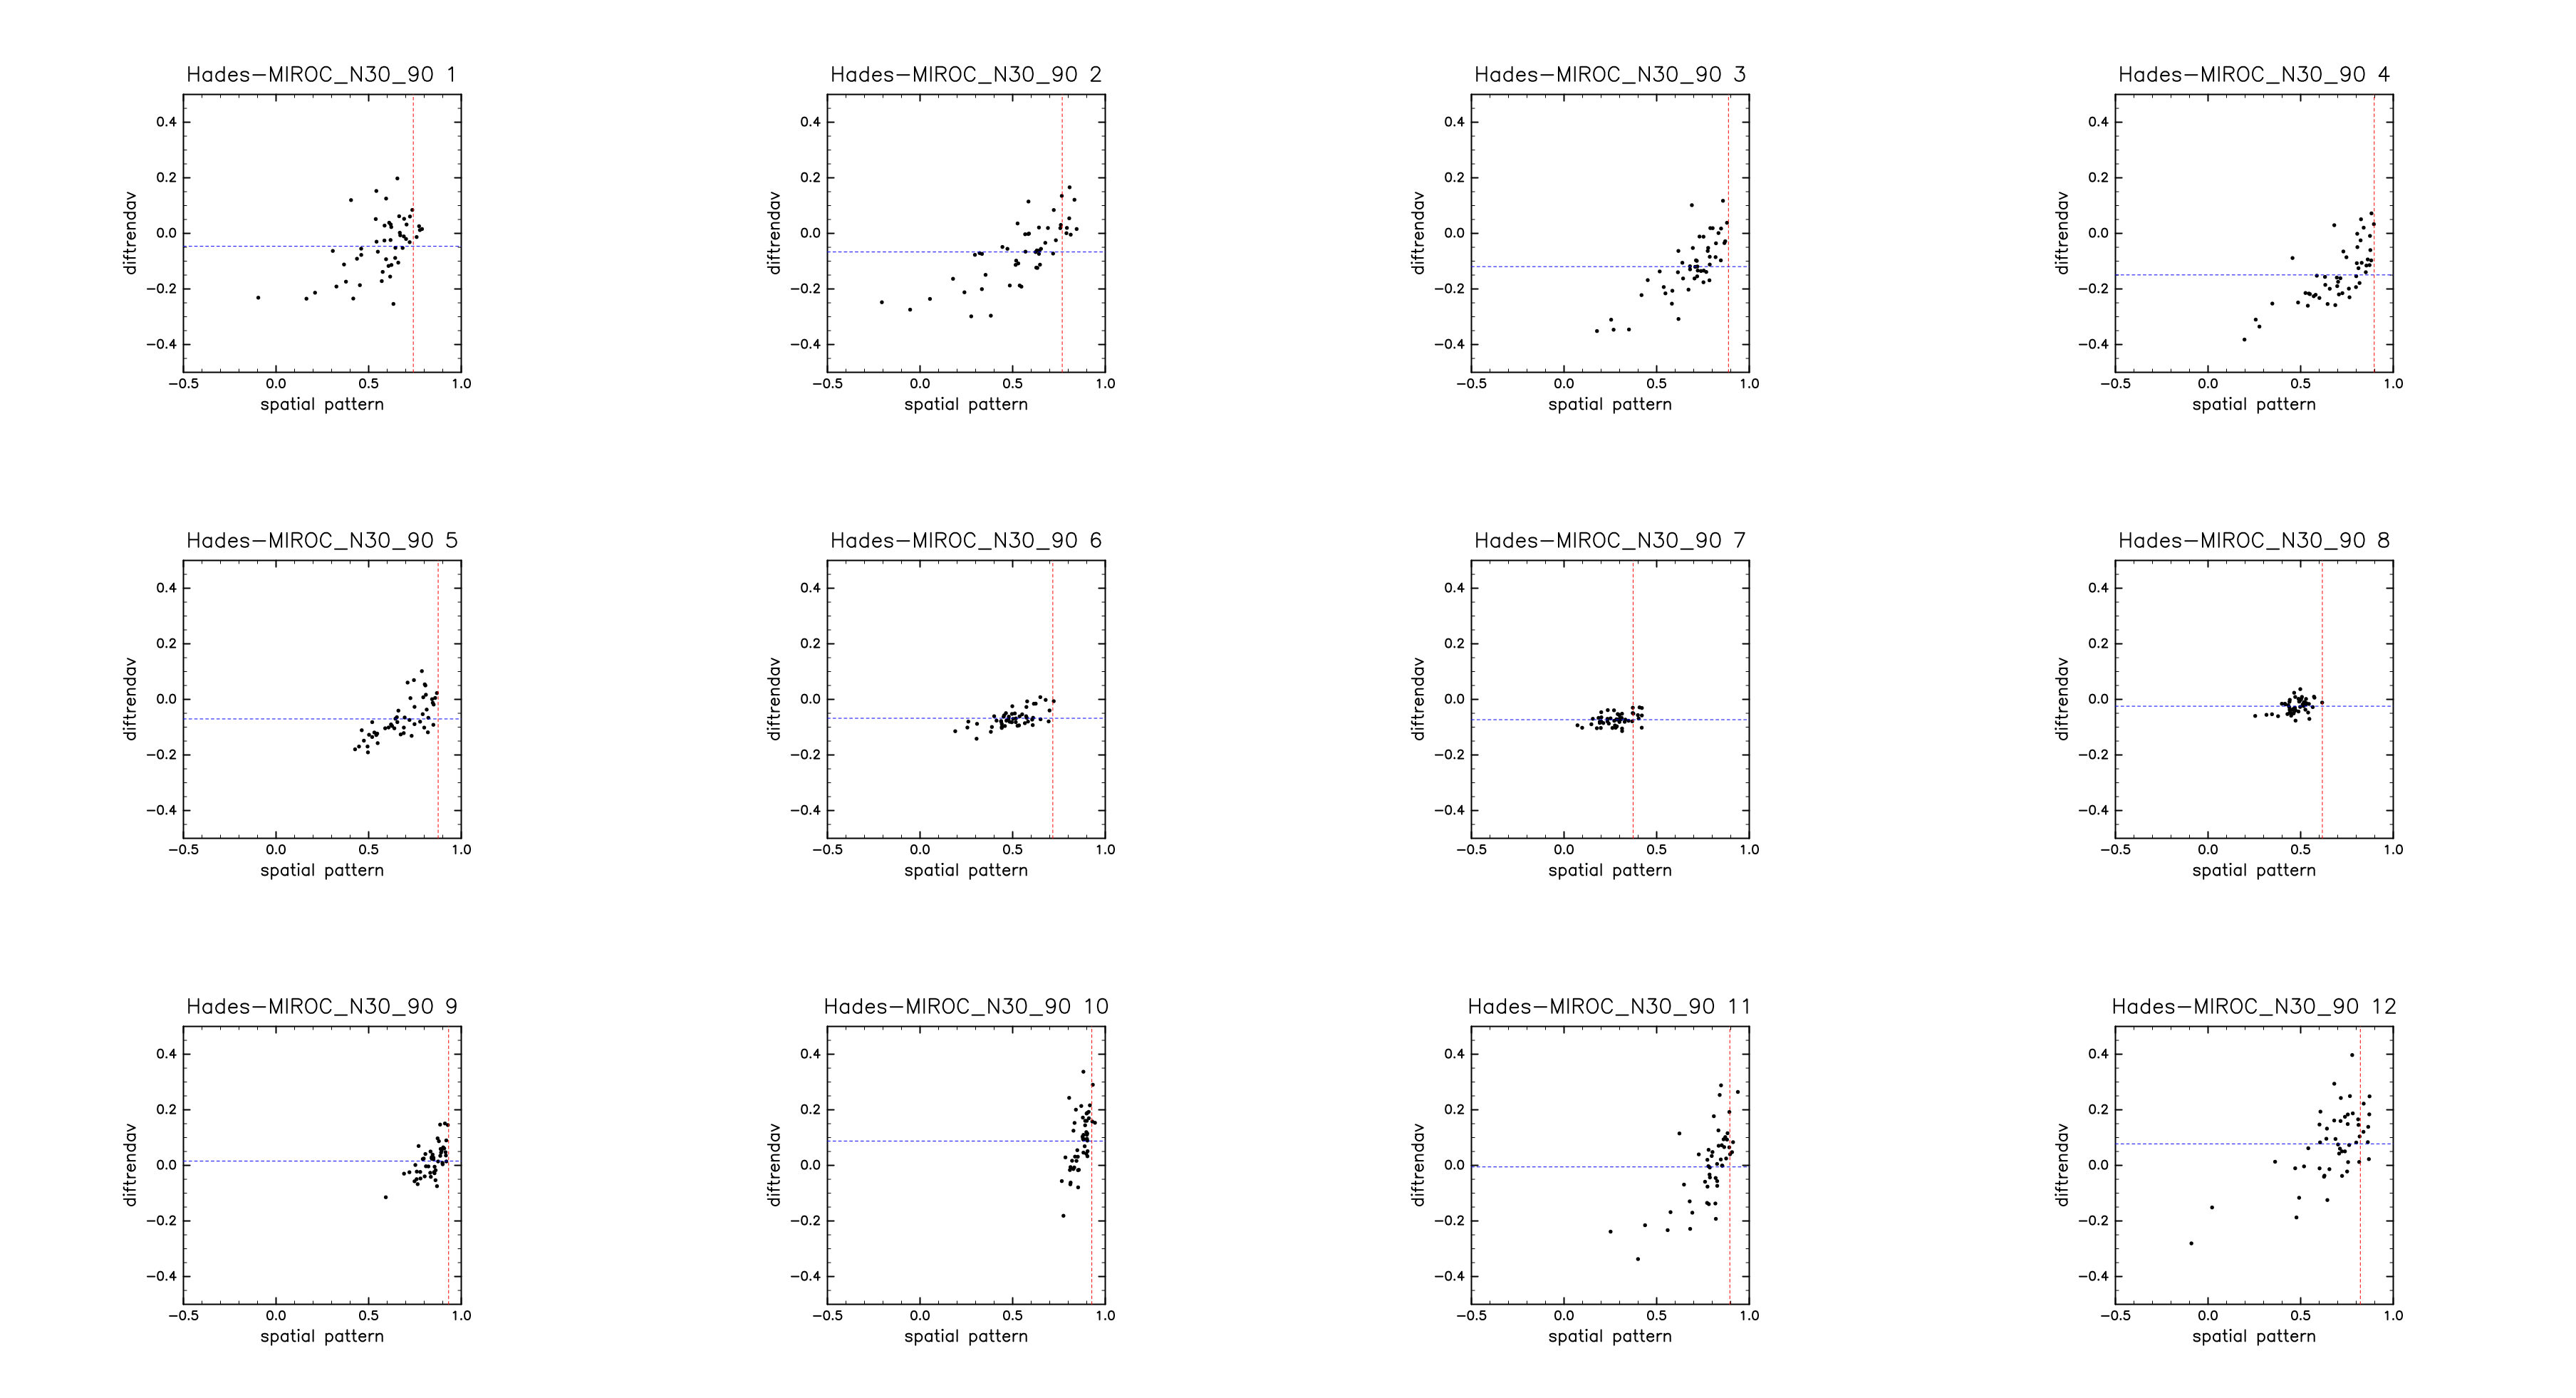 Hades-MIROC_N30_90 1
0.4
0.2
0.0
-0.2
-0.4
diftrendav
-0.5 0.0 0.5 1.0
spatial pattern
Hades-MIROC_N30_90 2
0.4
0.2
0.0
-0.2
-0.4
diftrendav
-0.5 0.0 0.5 1.0
spatial pattern
Hades-MIROC_N30_90 3
0.4
0.2
0.0
-0.2
-0.4
diftrendav
-0.5 0.0 0.5 1.0
spatial pattern
Hades-MIROC_N30_90 4
0.4
0.2
0.0
-0.2
-0.4
diftrendav
-0.5 0.0 0.5 1.0
spatial pattern
Hades-MIROC_N30_90 5
0.4
0.2
0.0
-0.2
-0.4
diftrendav
-0.5 0.0 0.5 1.0
spatial pattern
Hades-MIROC_N30_90 6
0.4
0.2
0.0
-0.2
-0.4
diftrendav
-0.5 0.0 0.5 1.0
spatial pattern
Hades-MIROC_N30_90 7
0.4
0.2
0.0
-0.2
-0.4
diftrendav
-0.5 0.0 0.5 1.0
spatial pattern
Hades-MIROC_N30_90 8
0.4
0.2
0.0
-0.2
-0.4
diftrendav
-0.5 0.0 0.5 1.0
spatial pattern
Hades-MIROC_N30_90 9
0.4
0.2
0.0
-0.2
-0.4
diftrendav
-0.5 0.0 0.5 1.0
spatial pattern
Hades-MIROC_N30_90 10
0.4
0.2
0.0
-0.2
-0.4
diftrendav
-0.5 0.0 0.5 1.0
spatial pattern
Hades-MIROC_N30_90 11
0.4
0.2
0.0
-0.2
-0.4
diftrendav
-0.5 0.0 0.5 1.0
spatial pattern
Hades-MIROC_N30_90 12
0.4
0.2
0.0
-0.2
-0.4
diftrendav
-0.5 0.0 0.5 1.0
spatial pattern